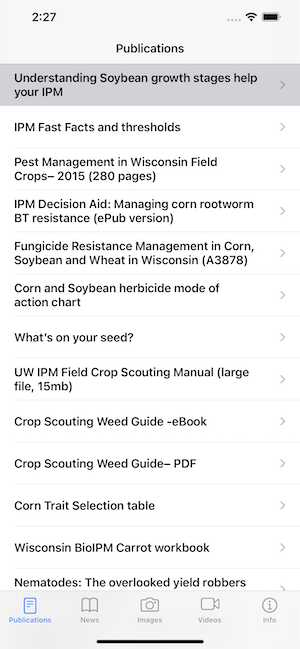 2:27
Publications
Understanding Soybean growth stages help
your IPM
IPM Fast Facts and thresholds
Pest Management in Wisconsin Field
Crops– 2015 (280 pages)
IPM Decision Aid: Managing corn rootworm
BT resistance (ePub version)
Fungicide Resistance Management in Corn,
Soybean and Wheat in Wisconsin (A3878)
Corn and Soybean herbicide mode of
action chart
What's on your seed?
UW IPM Field Crop Scouting Manual (large
file, 15mb)
Crop Scouting Weed Guide -eBook
Crop Scouting Weed Guide– PDF
Corn Trait Selection table
Wisconsin BioIPM Carrot workbook
Nematodes: The overlooked yield robbers
Publications News Images Videos Info